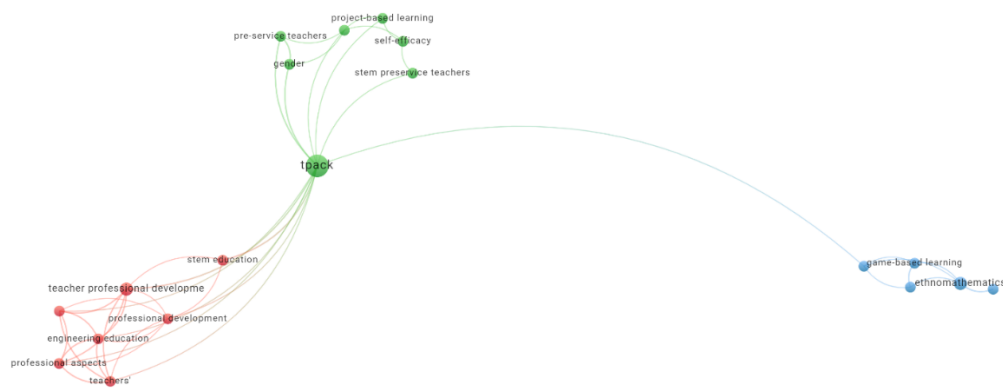 project-based learning
pre-service teachers
self-efficacy
gender
stem preservice teachers
tpack
stem education
game-based learning
ethnomathematics
teacher professional developme
professional development
engineering education
professional aspects
teachers'